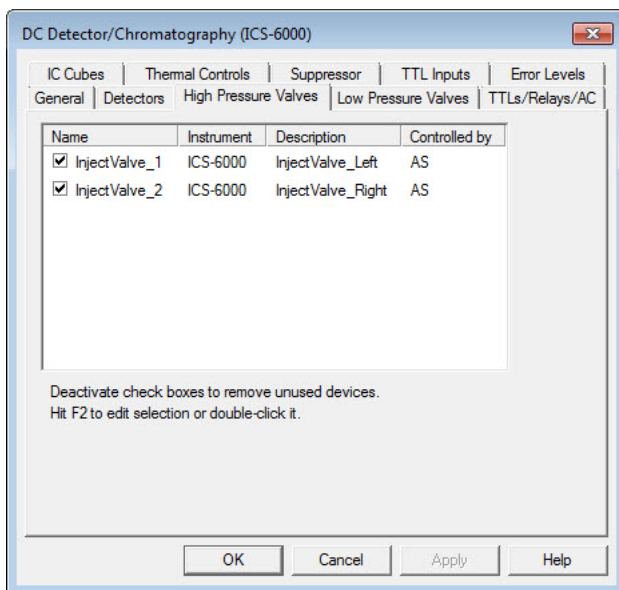 DC Detector/Chromatography (ICS-6000)
IC Cubes Thermal Controls Suppressor TTL Inputs Error Levels
General Detectors High Pressure Valves Low Pressure Valves TTLs/Relays/AC
Name Instrument Description Controlled by
InjectValve_1 ICS-6000 InjectValve_Left AS
InjectValve_2 ICS-6000 InjectValve_Right AS
Deactivate check boxes to remove unused devices.
Hit F2 to edit selection or double-click it.
OK Cancel Apply Help